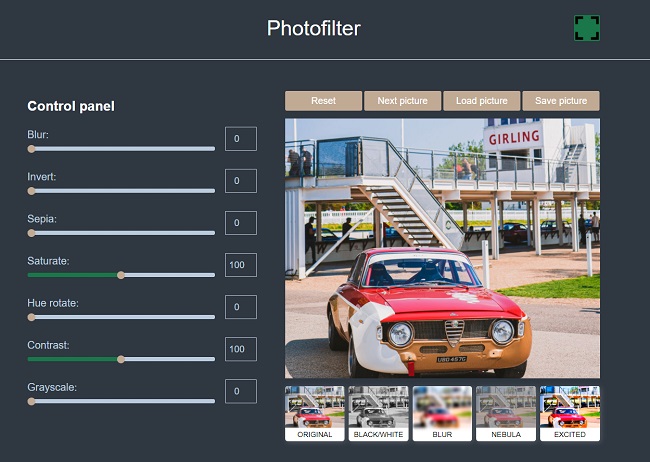 Photofilter
Control panel
Blur:
0
Invert:
0
Sepia:
0
Saturate:
100
Hue rotate:
0
Contrast:
100
Grayscale:
0
Reset
Next picture
Load picture
Save picture
GIRLING
UBD 457G
ORIGINAL
BLACK/WHITE
BLUR
NEBULA
EXCITED